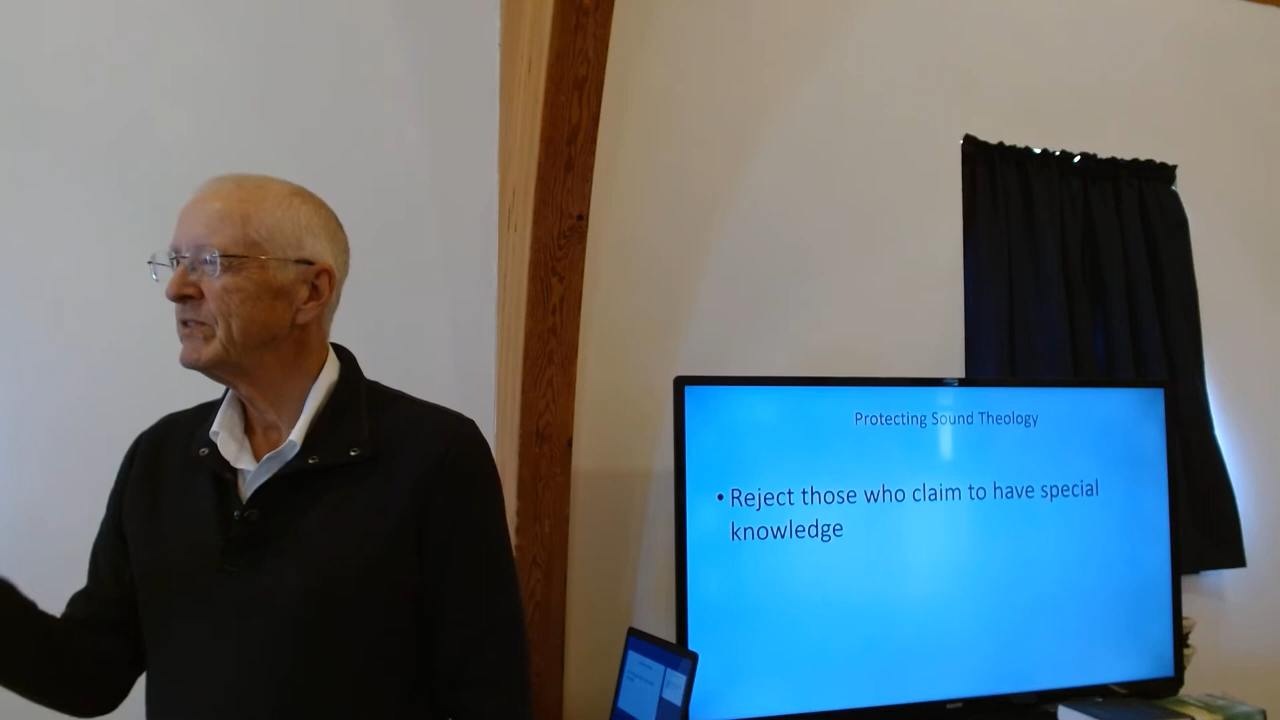 Protecting Sound Theology
• Reject those who claim to have special
knowledge